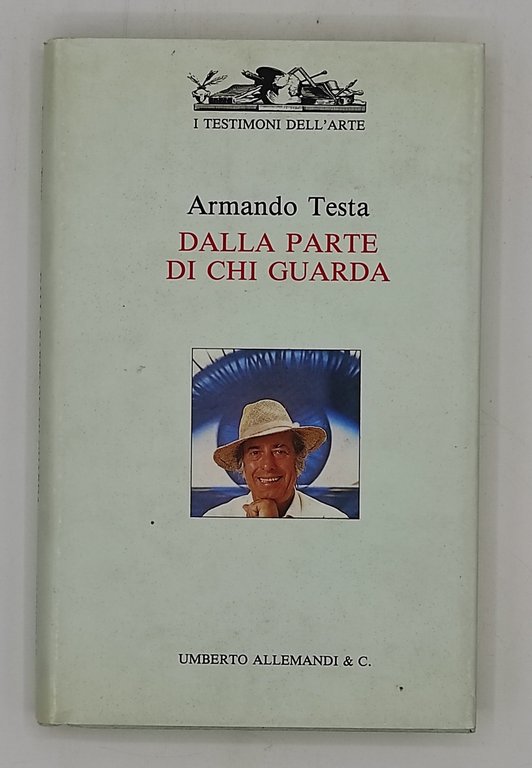 I TESTIMONI DELL'ARTE
Armando Testa
DALLA PARTE
DI CHI GUARDA
UMBERTO ALLEMANDI & C.